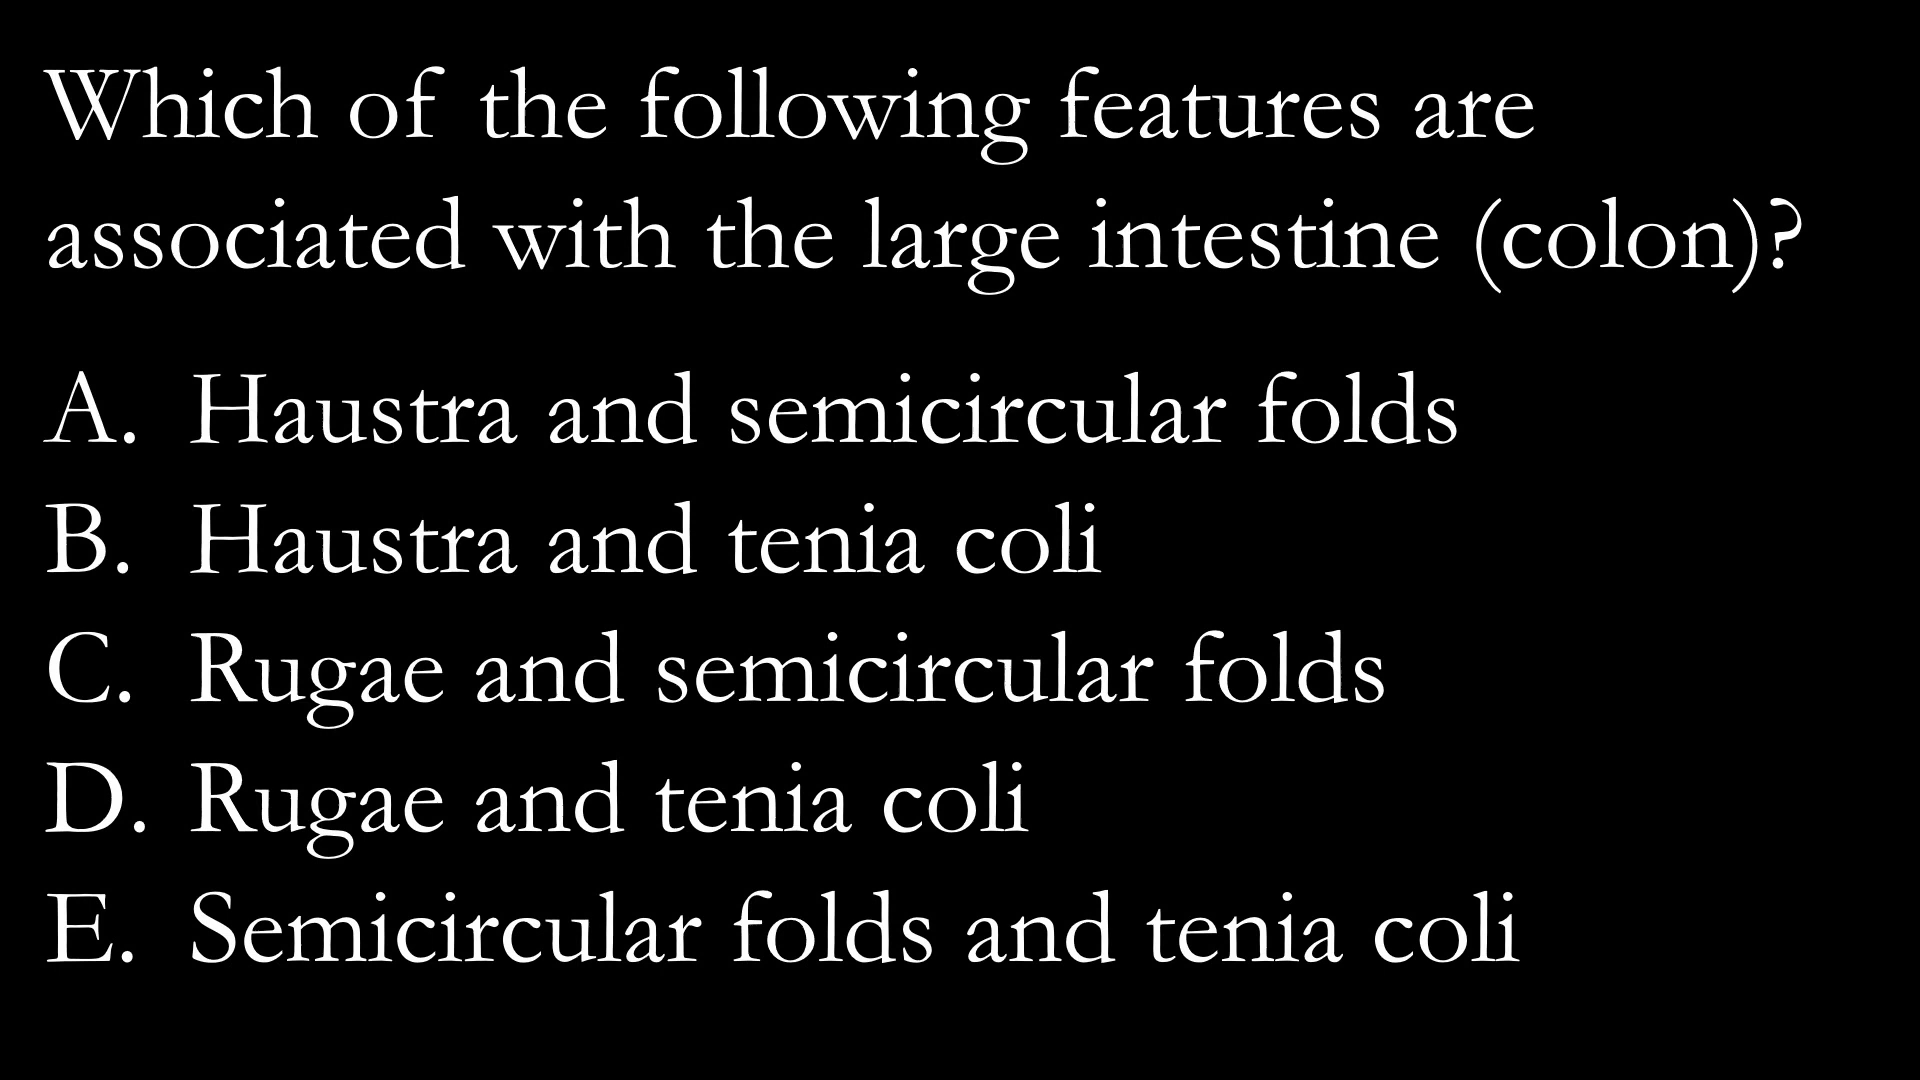 Which of the following features are
associated with the large intestine (colon)?
A. Haustra and semicircular folds
B. Haustra and tenia coli
C. Rugae and semicircular folds
D. Rugae and tenia coli
E. Semicircular folds and tenia coli